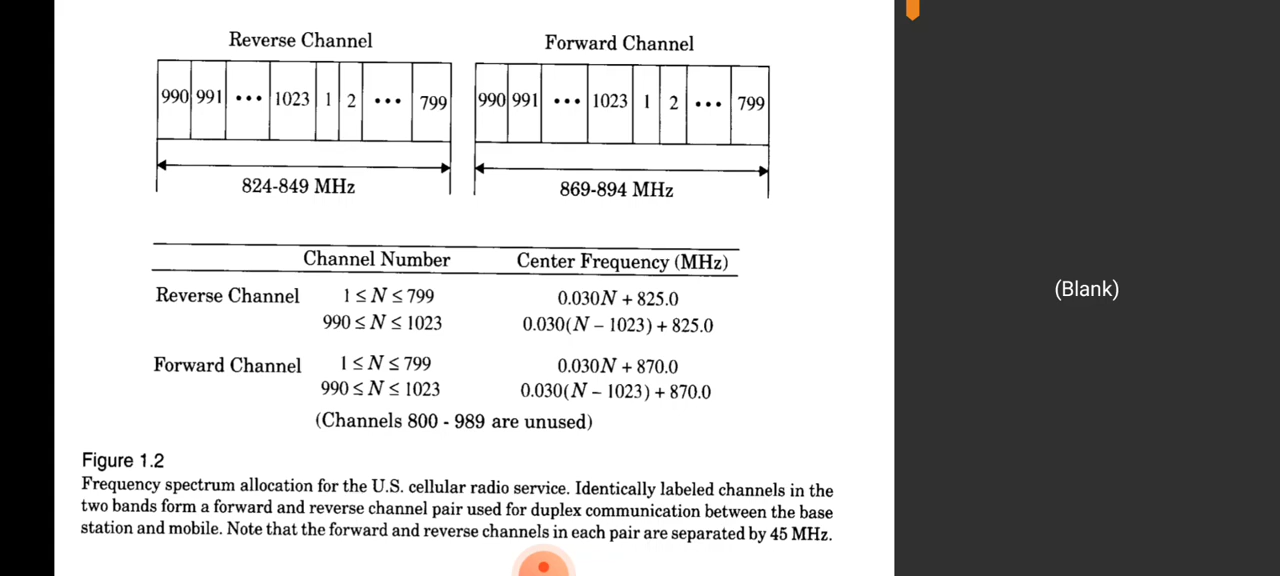 Reverse Channel
990 991 ••• 1023 1 2 ••• 799
824-849 MHz
Forward Channel
990 991 ••• 1023 1 2 ••• 799
869-894 MHz
Channel Number Center Frequency (MHz)
Reverse Channel 1 ≤ N ≤ 799 0.030N + 825.0
990 ≤ N ≤ 1023 0.030(N − 1023) + 825.0
Forward Channel 1 ≤ N ≤ 799 0.030N + 870.0
990 ≤ N ≤ 1023 0.030(N − 1023) + 870.0
(Channels 800 - 989 are unused)
Figure 1.2
Frequency spectrum allocation for the U.S. cellular radio service. Identically labeled channels in the
two bands form a forward and reverse channel pair used for duplex communication between the base
station and mobile. Note that the forward and reverse channels in each pair are separated by 45 MHz.
(Blank)